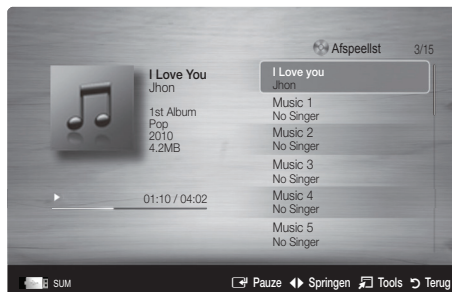 Afspeellst 3/15
I Love You
Jhon
1st Album
Pop
2010
4.2MB
01:10 / 04:02
I Love you
Jhon
Music 1
No Singer
Music 2
No Singer
Music 3
No Singer
Music 4
No Singer
Music 5
No Singer
SUM Pauze Springen Tools Terug